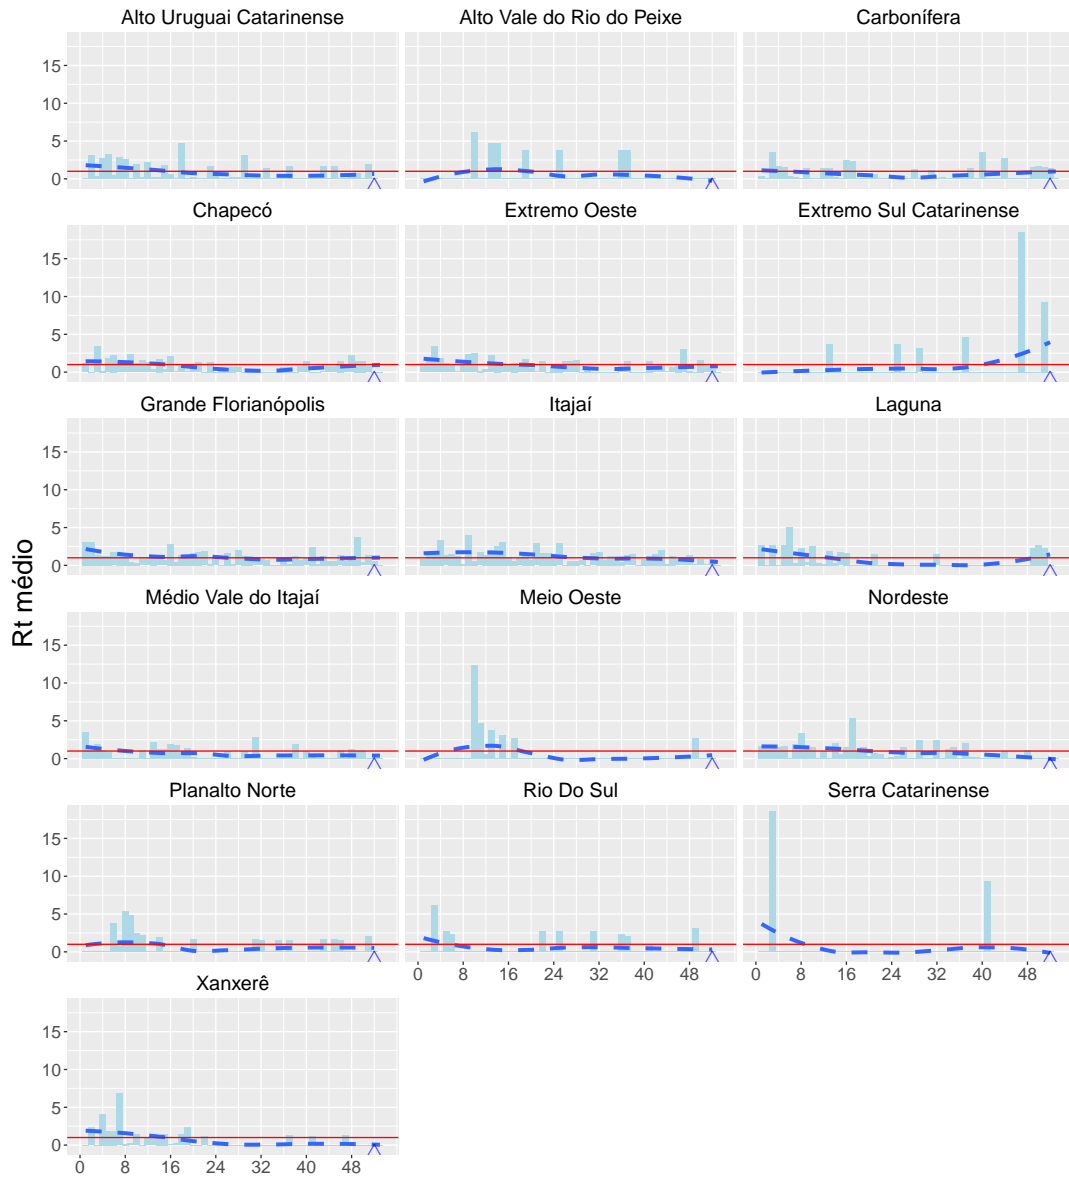 Alto Uruguai Catarinense Alto Vale do Rio do Peixe Carbonífera
15
10
5
0
Chapecó Extremo Oeste Extremo Sul Catarinense
15
10
5
0
Grande Florianópolis Itajaí Laguna
15
10
5
0
Rt médio
Médio Vale do Itajaí Meio Oeste Nordeste
15
10
5
0
Planalto Norte Rio Do Sul Serra Catarinense
15
10
5
0
0 8 16 24 32 40 48 0 8 16 24 32 40 48
Xanxerê
15
10
5
0
0 8 16 24 32 40 48